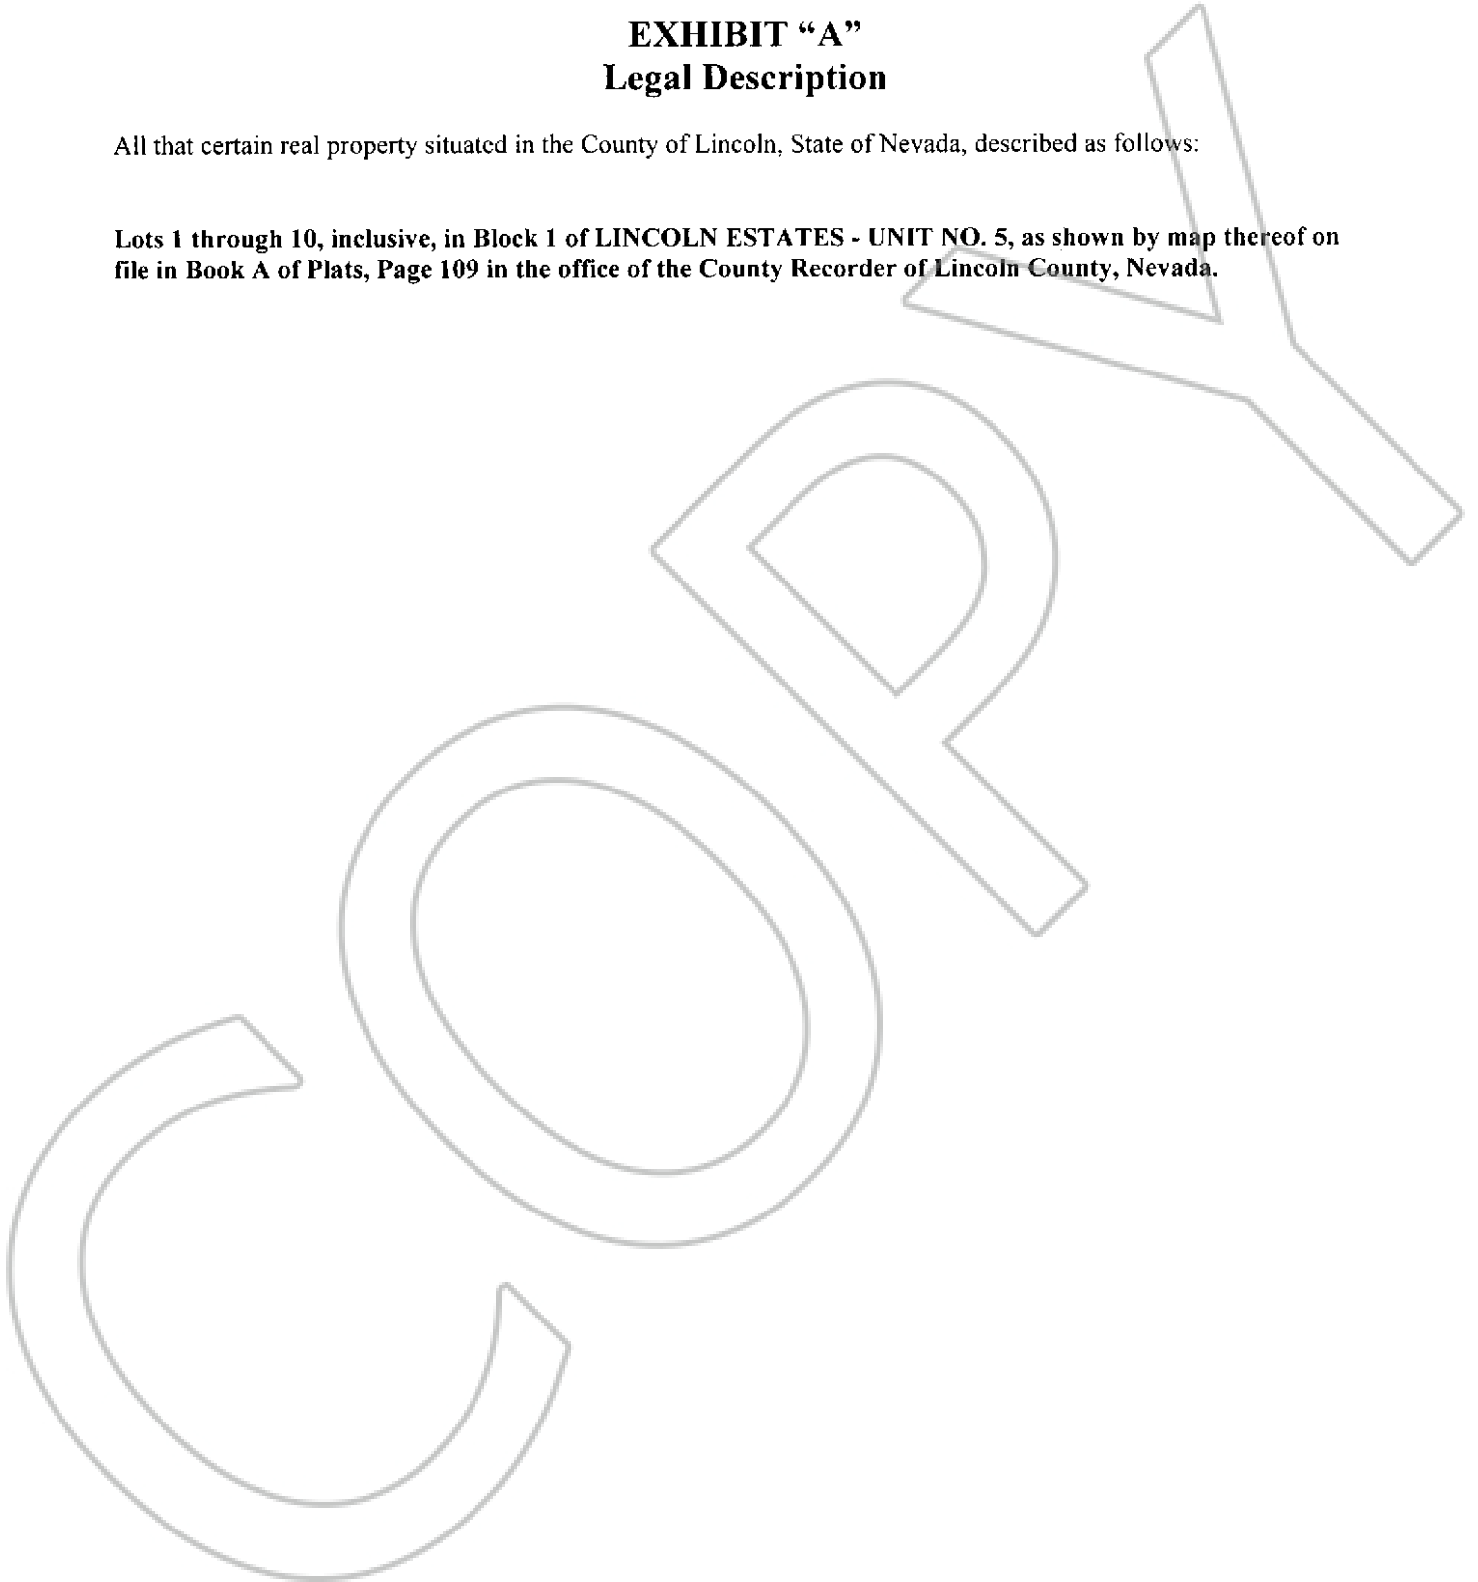 EXHIBIT “A”
Legal Description
All that certain real property situated in the County of Lincoln, State of Nevada, described as follows:
Lots 1 through 10, inclusive, in Block 1 of LINCOLN ESTATES - UNIT NO. 5, as shown by map thereof on
file in Book A of Plats, Page 109 in the office of the County Recorder of Lincoln County, Nevada.
COPY